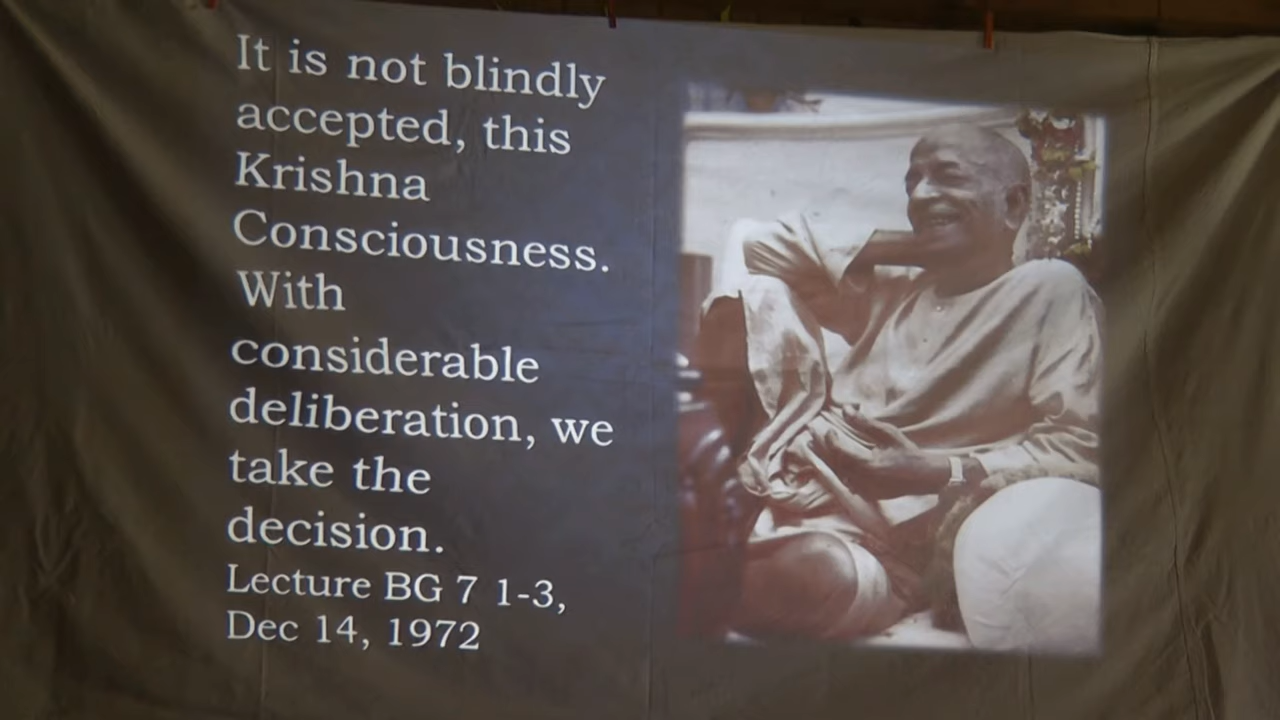 It is not blindly
accepted, this
Krishna
Consciousness.
With
considerable
deliberation, we
take the
decision.
Lecture BG 7 1-3,
Dec 14, 1972